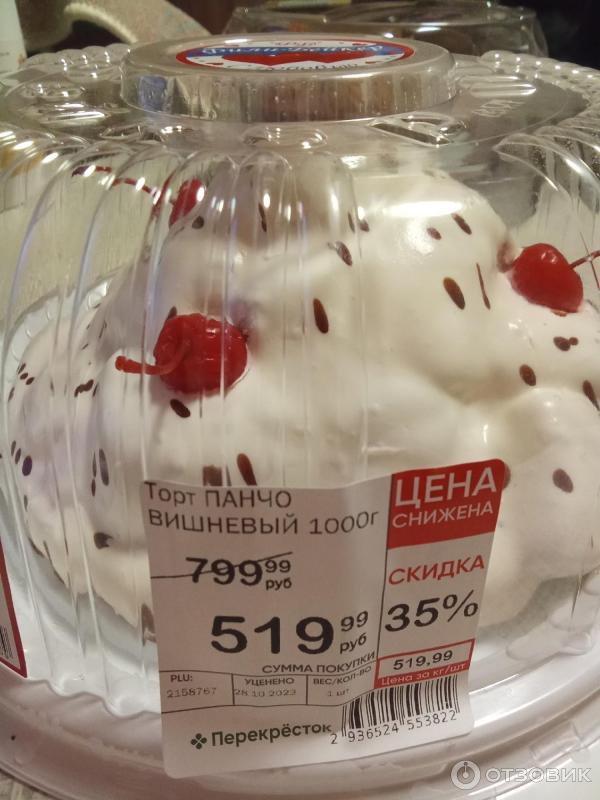 Фили-Бейкер
Торт ПАНЧО
ВИШНЕВЫЙ 1000г
799 99
руб
519 99
руб
СУММА ПОКУПКИ
ЦЕНА
СНИЖЕНА
СКИДКА
35%
519,99
Цена за кг/шт
PLU:
2158767
УЦЕНЕНО
28.10.2023
ВЕС/КОЛ-ВО
1 шт
Перекрёсток
2 936524 553822
ОТЗОВИК